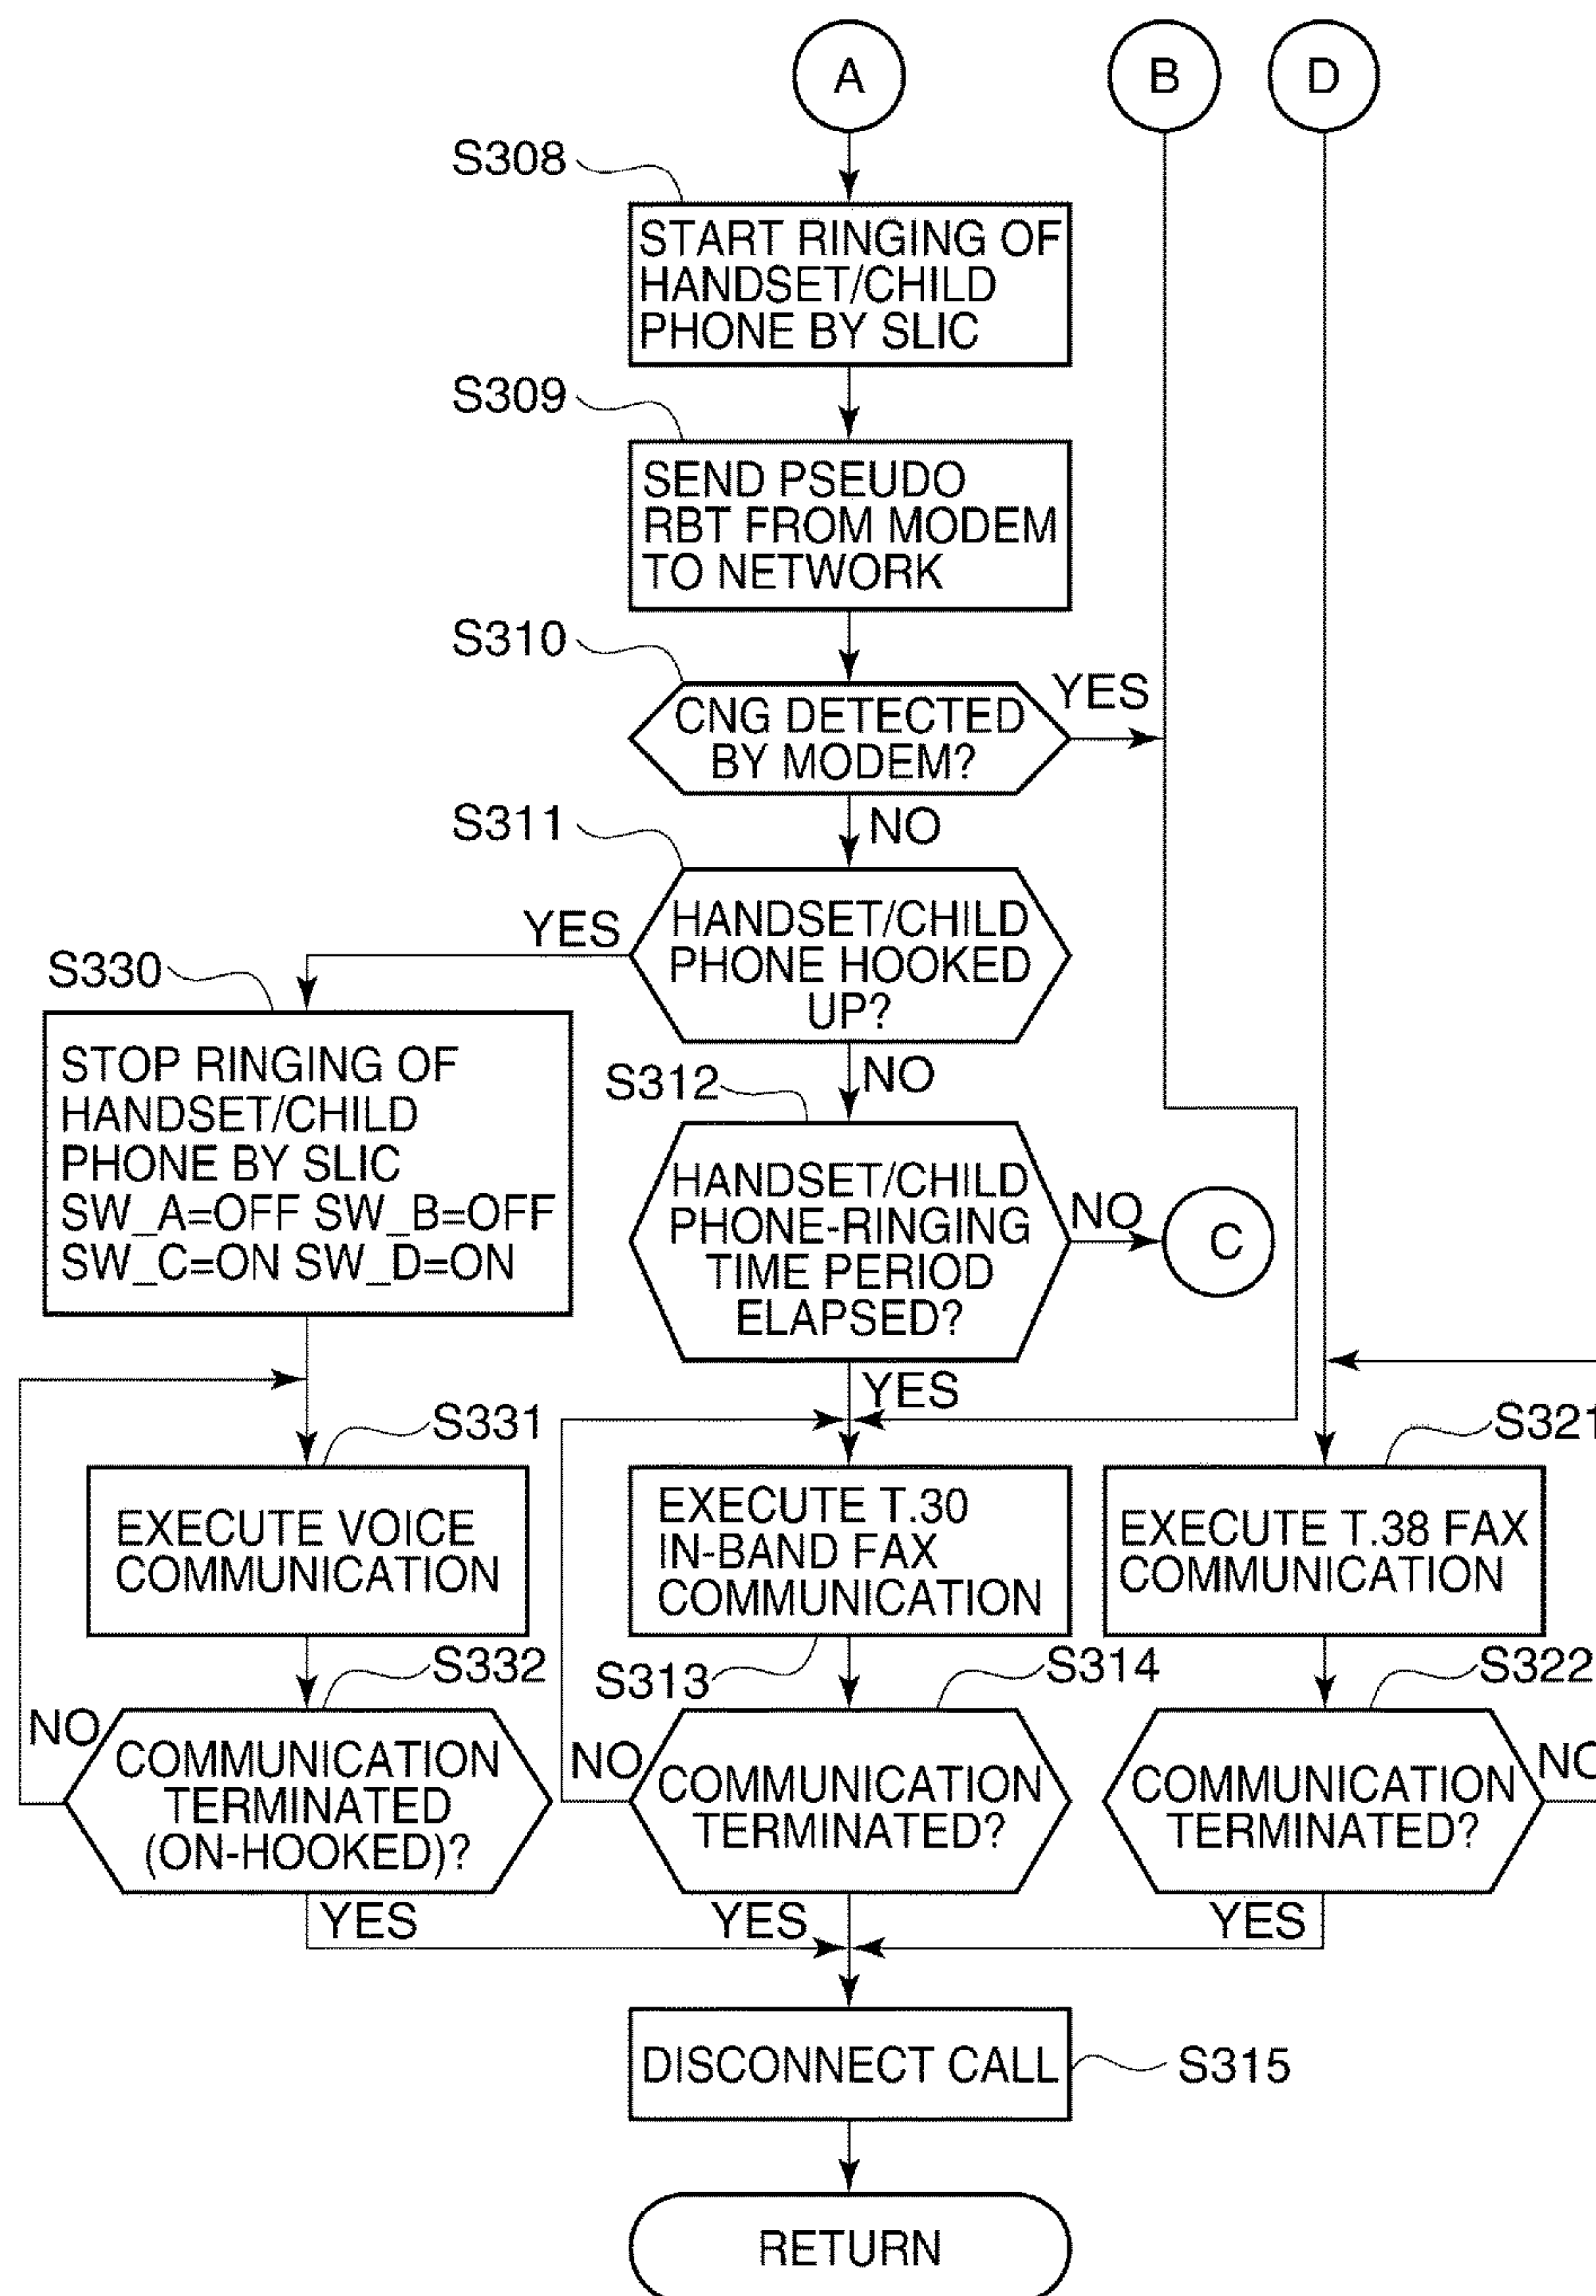 A
B
D
S308
START RINGING OF
HANDSET/CHILD
PHONE BY SLIC
S309
SEND PSEUDO
RBT FROM MODEM
TO NETWORK
S310
CNG DETECTED
BY MODEM?
YES
NO
S311
HANDSET/CHILD
PHONE HOOKED
UP?
YES
NO
S330
STOP RINGING OF
HANDSET/CHILD
PHONE BY SLIC
SW_A=OFF SW_B=OFF
SW_C=ON SW_D=ON
S312
HANDSET/CHILD
PHONE-RINGING
TIME PERIOD
ELAPSED?
NO
C
YES
S331
EXECUTE VOICE
COMMUNICATION
EXECUTE T.30
IN-BAND FAX
COMMUNICATION
S313
S321
EXECUTE T.38 FAX
COMMUNICATION
S332
NO
COMMUNICATION
TERMINATED
(ON-HOOKED)?
YES
S314
NO
COMMUNICATION
TERMINATED?
YES
S322
NO
COMMUNICATION
TERMINATED?
YES
DISCONNECT CALL
S315
RETURN